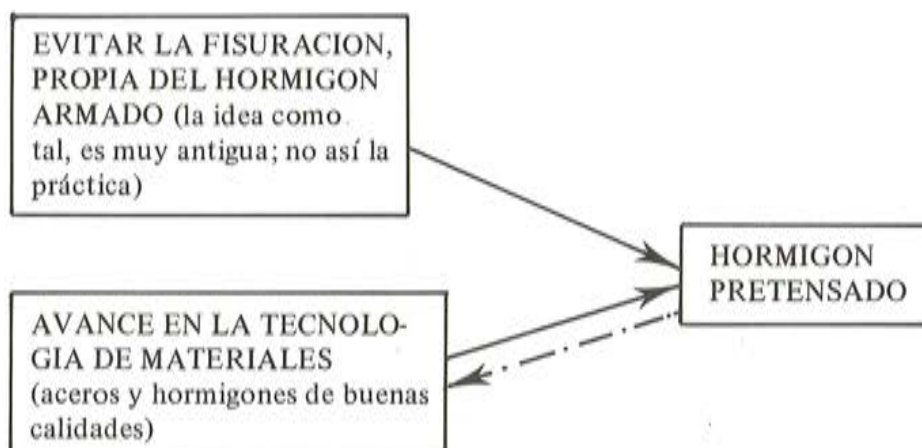 EVITAR LA FISURACION,
PROPIA DEL HORMIGON
ARMADO (la idea como
tal, es muy antigua; no así la
práctica)
HORMIGON
PRETENSADO
AVANCE EN LA TECNOLO-
GIA DE MATERIALES
(aceros y hormigones de buenas
calidades)